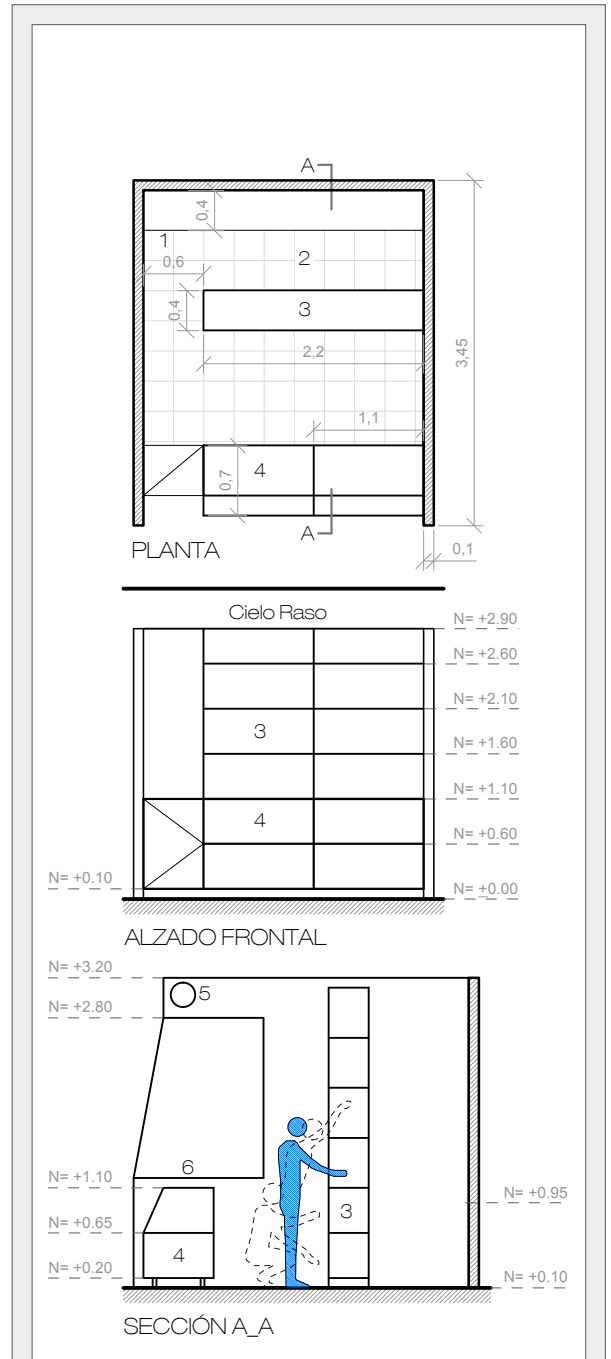 A
0,4
1
2
0,6
0,4
3
2,2
3,45
1,1
4
0,7
A
0,1
PLANTA
Cielo Raso
N= +2.90
N= +2.60
N= +2.10
3
N= +1.60
N= +1.10
4
N= +0.60
N= +0.10
N= +0.00
ALZADO FRONTAL
N= +3.20
5
N= +2.80
6
N= +1.10
N= +0.95
3
N= +0.65
4
N= +0.20
N= +0.10
SECCIÓN A_A